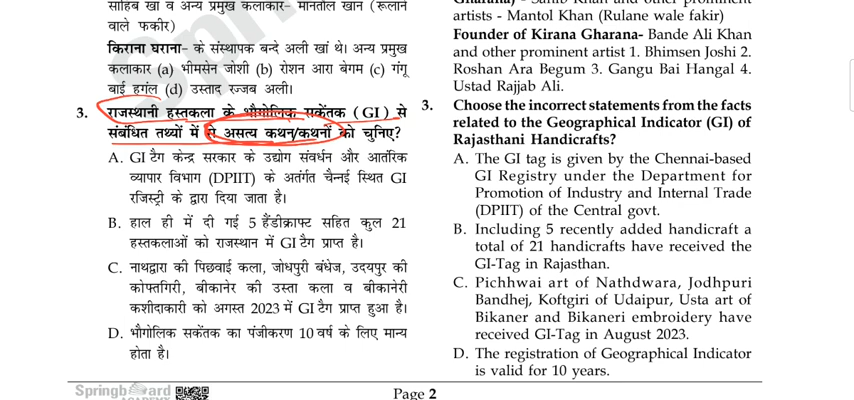 साहिब खाँ व अन्य प्रमुख कलाकार– मानतोल खान (रूलाने
वाले फकीर)
किराना घराना- के संस्थापक बन्दे अली खां थे। अन्य प्रमुख
कलाकार (a) भीमसेन जोशी (b) रोशन आरा बेगम (c) गंगू
बाई हगंल (d) उस्ताद रज्जब अली।
3. राजस्थानी हस्तकला के भौगोलिक सकेंतक (GI) से
संबंधित तथ्यों में से असत्य कथन/कथनों को चुनिए?
A. GI टैग केन्द्र सरकार के उद्योग संवर्धन और आतंरिक
व्यापार विभाग (DPIIT) के अतंर्गत चैन्नई स्थित GI
रजिस्ट्री के द्वारा दिया जाता है।
B. हाल ही में दी गई 5 हैंडीक्राफ्ट सहित कुल 21
हस्तकलाओं को राजस्थान में GI टैग प्राप्त है।
C. नाथद्वारा की पिछवाई कला, जोधपुरी बंधेज, उदयपुर की
कोफ्तगिरी, बीकानेर की उस्ता कला व बीकानेरी
कशीदाकारी को अगस्त 2023 में GI टैग प्राप्त हुआ है।
D. भौगोलिक सकेंतक का पंजीकरण 10 वर्ष के लिए मान्य
होता है।
artists - Mantol Khan (Rulane wale fakir)
Founder of Kirana Gharana- Bande Ali Khan
and other prominent artist 1. Bhimsen Joshi 2.
Roshan Ara Begum 3. Gangu Bai Hangal 4.
Ustad Rajjab Ali.
3. Choose the incorrect statements from the facts
related to the Geographical Indicator (GI) of
Rajasthani Handicrafts?
A. The GI tag is given by the Chennai-based
GI Registry under the Department for
Promotion of Industry and Internal Trade
(DPIIT) of the Central govt.
B. Including 5 recently added handicraft a
total of 21 handicrafts have received the
GI-Tag in Rajasthan.
C. Pichhwai art of Nathdwara, Jodhpuri
Bandhej, Koftgiri of Udaipur, Usta art of
Bikaner and Bikaneri embroidery have
received GI-Tag in August 2023.
D. The registration of Geographical Indicator
is valid for 10 years.
Page 2